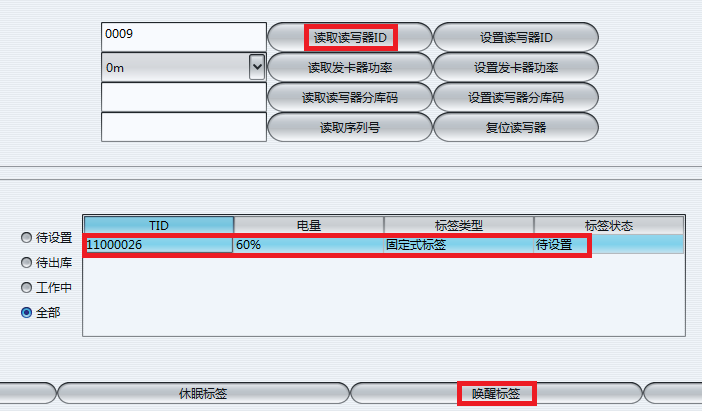 0009 读取读写器ID 设置读写器ID
0m 读取发卡器功率 设置发卡器功率
读取读写器分库码 设置读写器分库码
读取序列号 复位读写器
TID 电量 标签类型 标签状态
待设置
11000026 60% 固定式标签 待设置
待出库
工作中
全部
休眠标签 唤醒标签